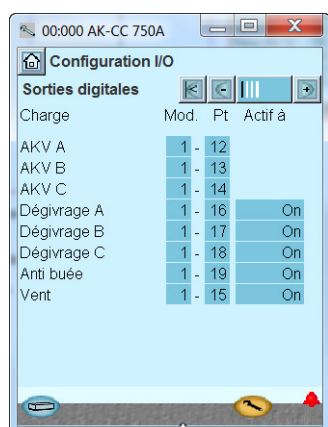 00:000 AK-CC 750A
Configuration I/O
Sorties digitales
Charge Mod. Pt Actif à
AKV A 1 - 12
AKV B 1 - 13
AKV C 1 - 14
Dégivrage A 1 - 16 On
Dégivrage B 1 - 17 On
Dégivrage C 1 - 18 On
Anti buée 1 - 19 On
Vent 1 - 15 On